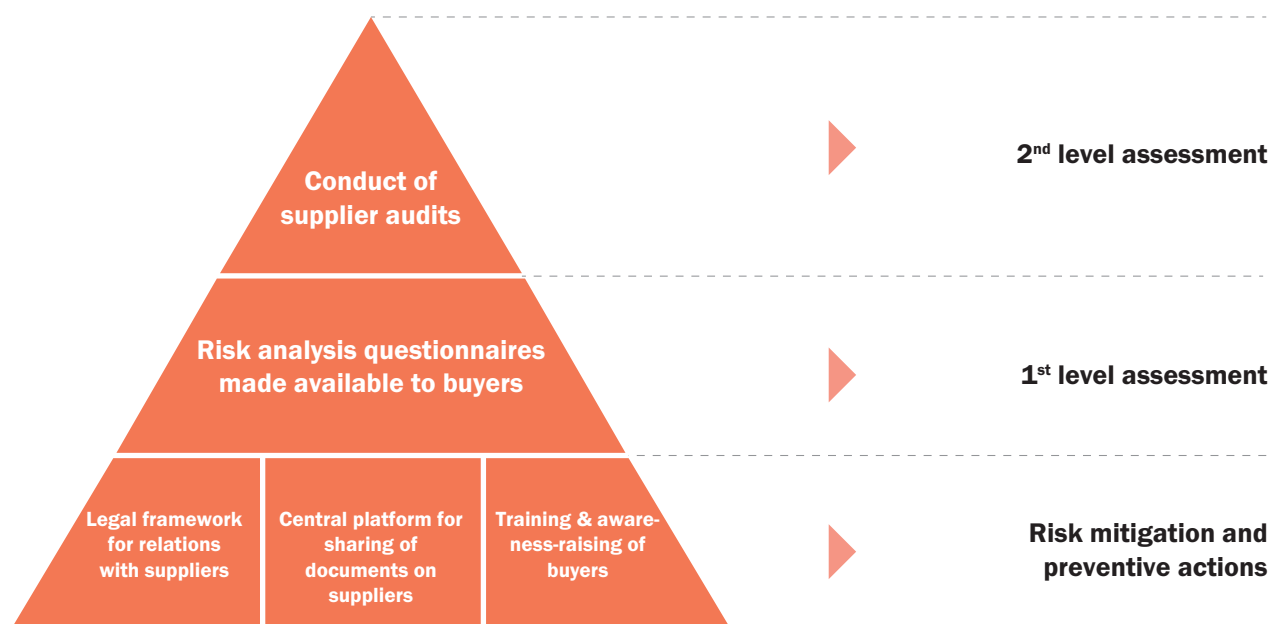 Conduct of
supplier audits
2nd level assessment
Risk analysis questionnaires
made available to buyers
1st level assessment
Legal framework
for relations
with suppliers
Central platform for
sharing of
documents on
suppliers
Training & aware-
ness-raising of
buyers
Risk mitigation and
preventive actions